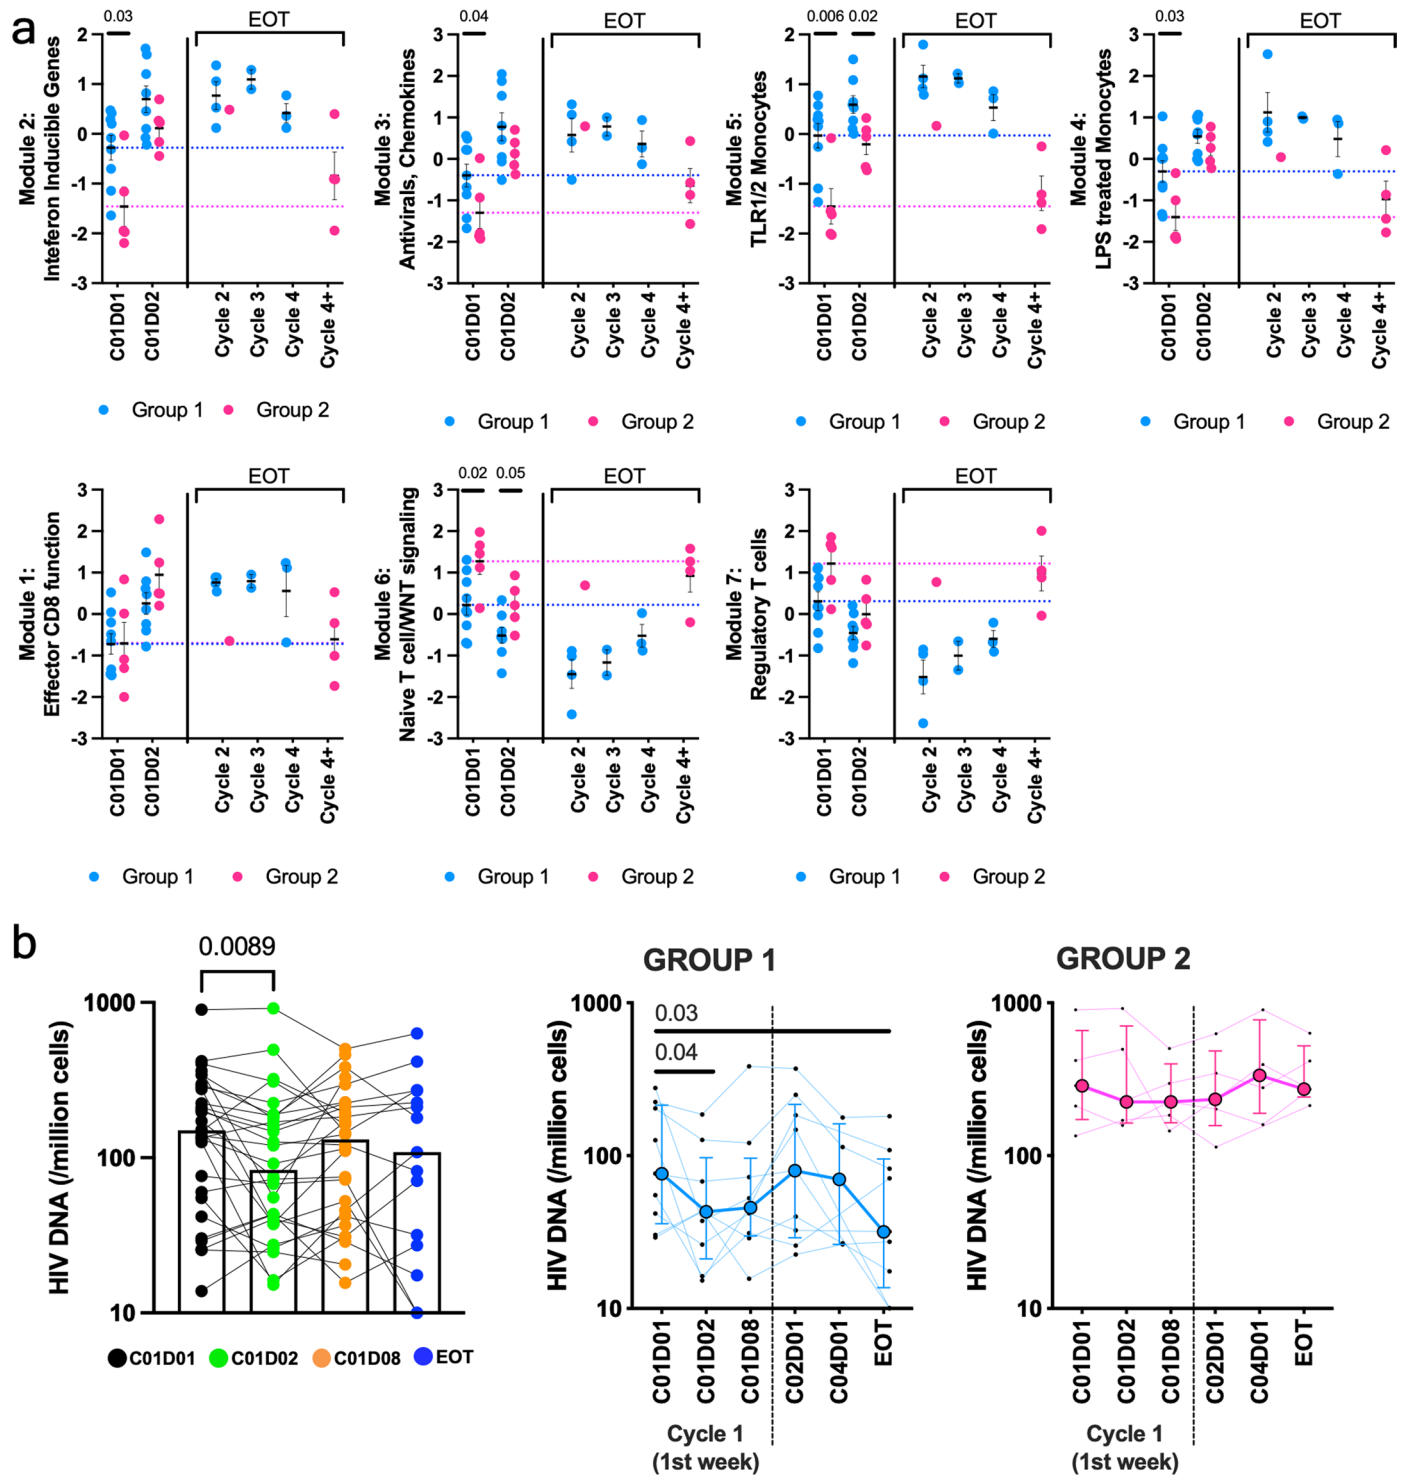 a
0.03
EOT
Module 2:
Inteferon Inducible Genes
2
1
0
-1
-2
-3
C01D01
C01D02
Cycle 2
Cycle 3
Cycle 4
Cycle 4+
Group 1
Group 2
0.04
EOT
Module 3:
Antivirals, Chemokines
3
2
1
0
-1
-2
-3
C01D01
C01D02
Cycle 2
Cycle 3
Cycle 4
Cycle 4+
Group 1
Group 2
0.006 0.02
EOT
Module 5:
TLR1/2 Monocytes
2
1
0
-1
-2
-3
C01D01
C01D02
Cycle 2
Cycle 3
Cycle 4
Cycle 4+
Group 1
Group 2
0.03
EOT
Module 4:
LPS treated Monocytes
3
2
1
0
-1
-2
-3
C01D01
C01D02
Cycle 2
Cycle 3
Cycle 4
Cycle 4+
Group 1
Group 2
EOT
Module 1:
Effector CD8 function
3
2
1
0
-1
-2
-3
C01D01
C01D02
Cycle 2
Cycle 3
Cycle 4
Cycle 4+
Group 1
Group 2
0.02 0.05
EOT
Module 6:
Naive T cell/WNT signaling
3
2
1
0
-1
-2
-3
C01D01
C01D02
Cycle 2
Cycle 3
Cycle 4
Cycle 4+
Group 1
Group 2
EOT
Module 7:
Regulatory T cells
3
2
1
0
-1
-2
-3
C01D01
C01D02
Cycle 2
Cycle 3
Cycle 4
Cycle 4+
Group 1
Group 2
b
0.0089
HIV DNA (/million cells)
1000
100
10
C01D01
C01D02
C01D08
EOT
GROUP 1
HIV DNA (/million cells)
1000
100
10
0.03
0.04
C01D01
C01D02
C01D08
C02D01
C04D01
EOT
Cycle 1
(1st week)
GROUP 2
HIV DNA (/million cells)
1000
100
10
C01D01
C01D02
C01D08
C02D01
C04D01
EOT
Cycle 1
(1st week)